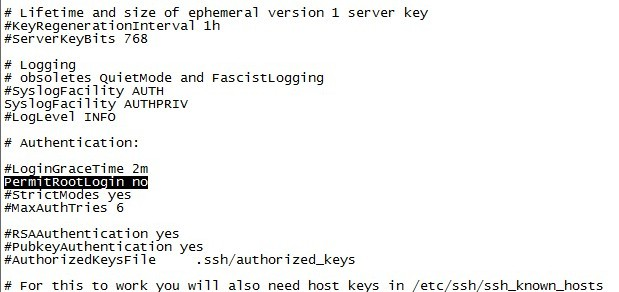 # Lifetime and size of ephemeral version 1 server key
#KeyRegenerationInterval 1h
#ServerKeyBits 768
# Logging
# obsoletes QuietMode and FascistLogging
#SyslogFacility AUTH
SyslogFacility AUTHPRIV
#LogLevel INFO
# Authentication:
#LoginGraceTime 2m
PermitRootLogin no
#StrictModes yes
#MaxAuthTries 6
#RSAAuthentication yes
#PubkeyAuthentication yes
#AuthorizedKeysFile     .ssh/authorized_keys
# For this to work you will also need host keys in /etc/ssh/ssh_known_hosts